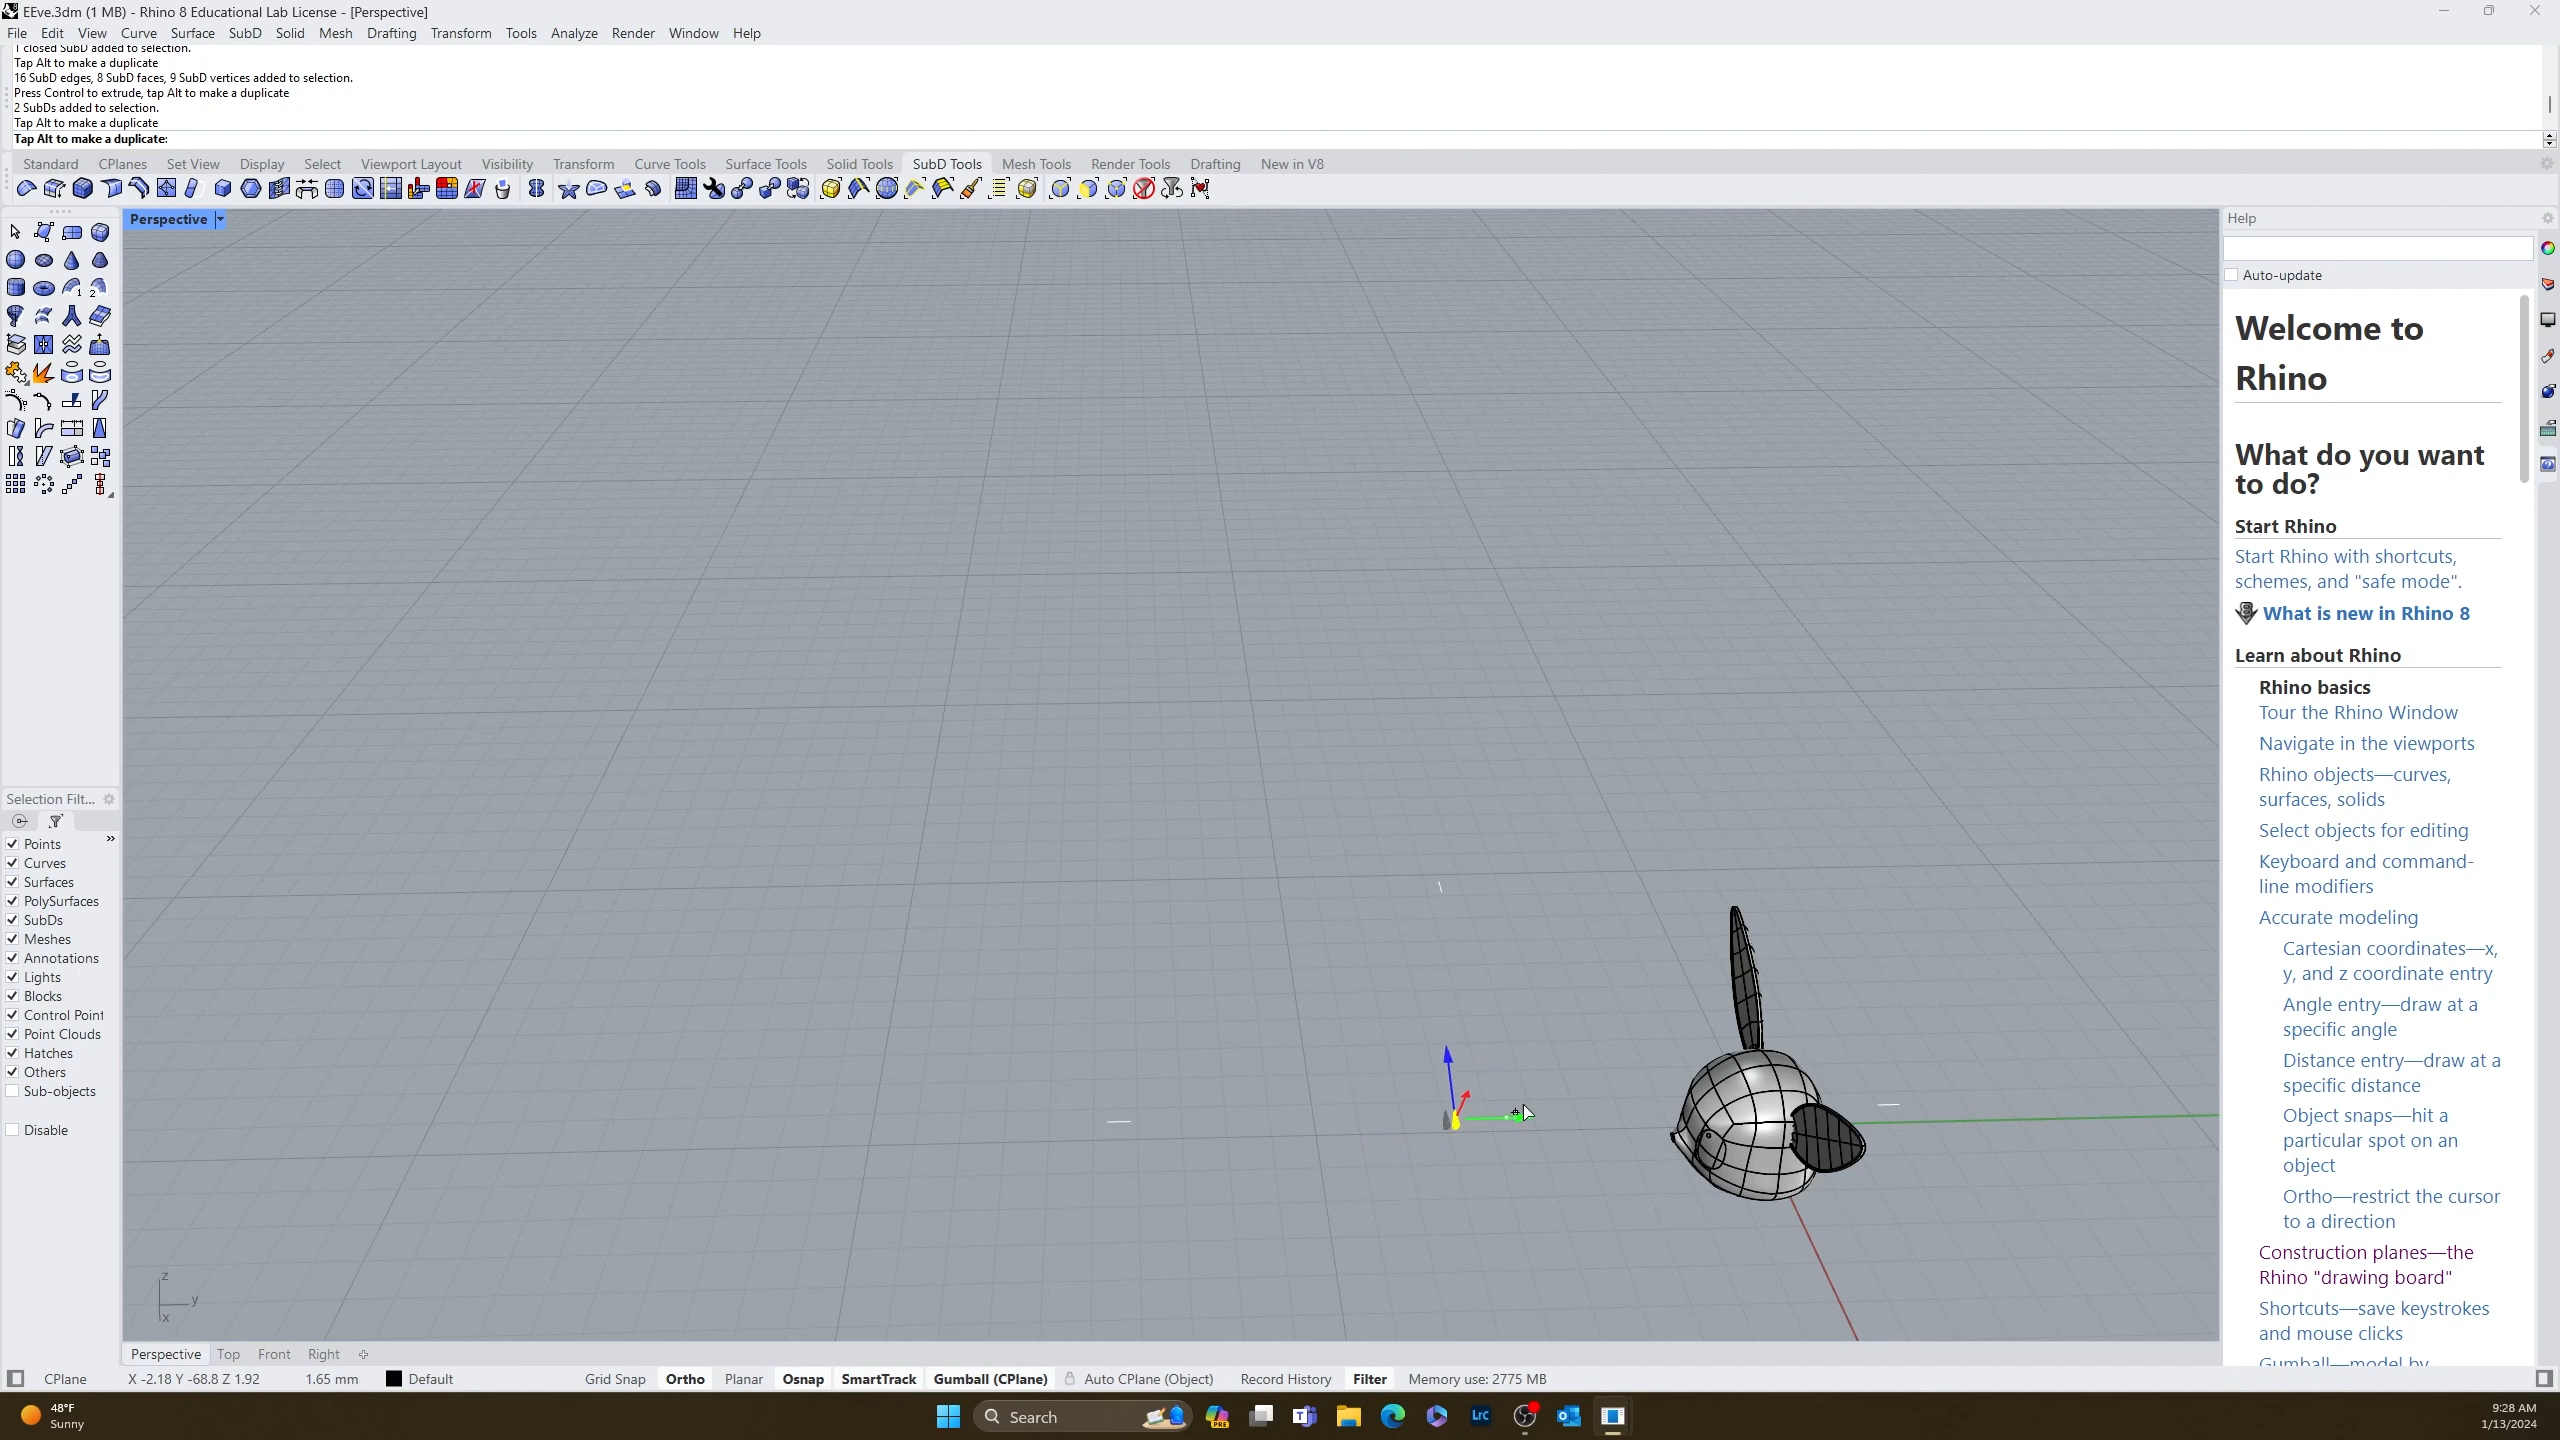 EEve.3dm (1 MB) - Rhino 8 Educational Lab License - [Perspective]
File Edit View Curve Surface SubD Solid Mesh Drafting Transform Tools Analyze Render Window Help
1 closed SubD added to selection.
Tap Alt to make a duplicate
16 SubD edges, 8 SubD faces, 9 SubD vertices added to selection.
Press Control to extrude, tap Alt to make a duplicate
2 SubDs added to selection.
Tap Alt to make a duplicate
Tap Alt to make a duplicate:
Standard CPlanes Set View Display Select Viewport Layout Visibility Transform Curve Tools Surface Tools Solid Tools SubD Tools Mesh Tools Render Tools Drafting New in V8
Perspective
Help
Auto-update
Welcome to
Rhino
What do you want
to do?
Start Rhino
Start Rhino with shortcuts,
schemes, and "safe mode".
What is new in Rhino 8
Learn about Rhino
Rhino basics
Tour the Rhino Window
Navigate in the viewports
Rhino objects—curves,
surfaces, solids
Select objects for editing
Keyboard and command-
line modifiers
Accurate modeling
Cartesian coordinates—x,
y, and z coordinate entry
Angle entry—draw at a
specific angle
Distance entry—draw at a
specific distance
Object snaps—hit a
particular spot on an
object
Ortho—restrict the cursor
to a direction
Construction planes—the
Rhino "drawing board"
Shortcuts—save keystrokes
and mouse clicks
Gumball—model by
Selection Filt...
Points
Curves
Surfaces
PolySurfaces
SubDs
Meshes
Annotations
Lights
Blocks
Control Point
Point Clouds
Hatches
Others
Sub-objects
Disable
z
y
x
Perspective Top Front Right
CPlane X -2.18 Y -68.8 Z 1.92 1.65 mm Default Grid Snap Ortho Planar Osnap SmartTrack Gumball (CPlane) Auto CPlane (Object) Record History Filter Memory use: 2775 MB
48°F
Sunny
Search
PRE
Lrc
9:28 AM
1/13/2024